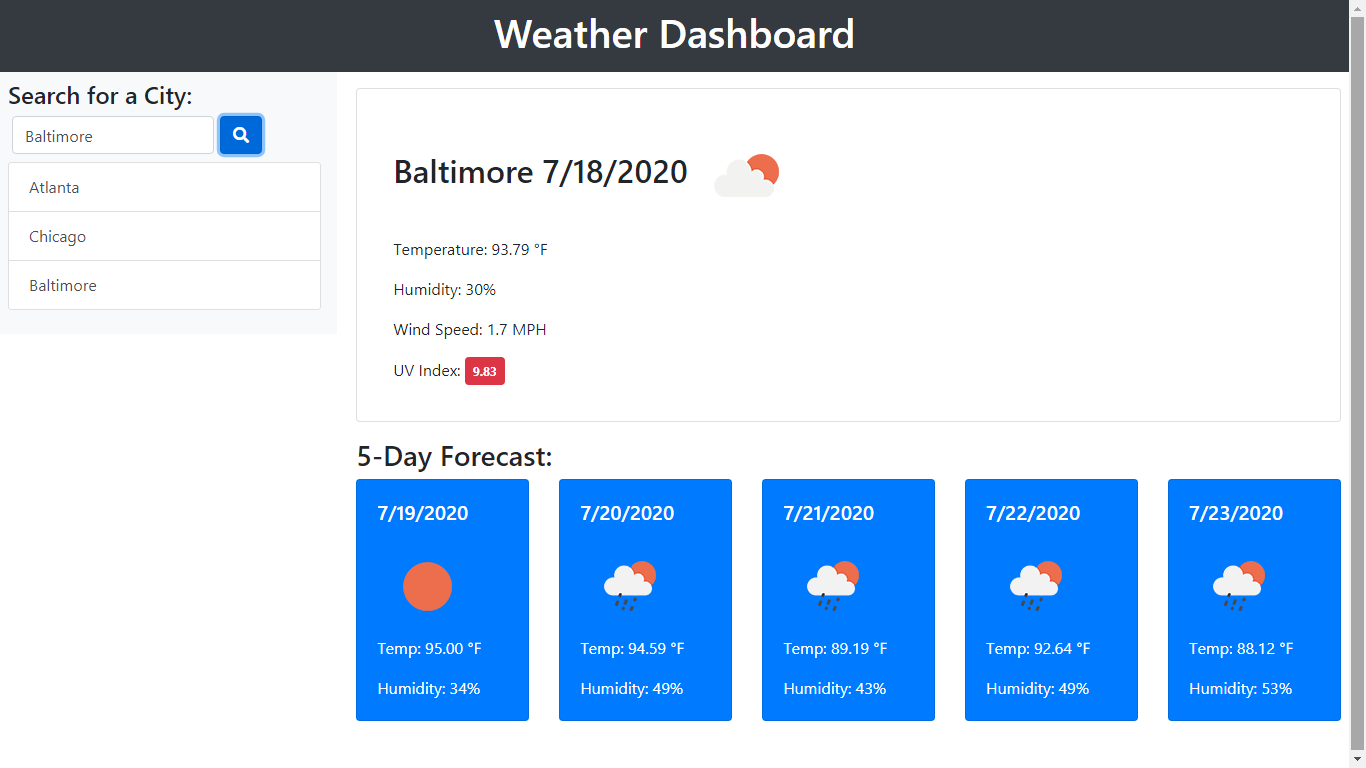 Weather Dashboard
Search for a City:
Baltimore
Atlanta
Chicago
Baltimore
Baltimore 7/18/2020
Temperature: 93.79 °F
Humidity: 30%
Wind Speed: 1.7 MPH
UV Index: 9.83
5-Day Forecast:
7/19/2020
Temp: 95.00 °F
Humidity: 34%
7/20/2020
Temp: 94.59 °F
Humidity: 49%
7/21/2020
Temp: 89.19 °F
Humidity: 43%
7/22/2020
Temp: 92.64 °F
Humidity: 49%
7/23/2020
Temp: 88.12 °F
Humidity: 53%